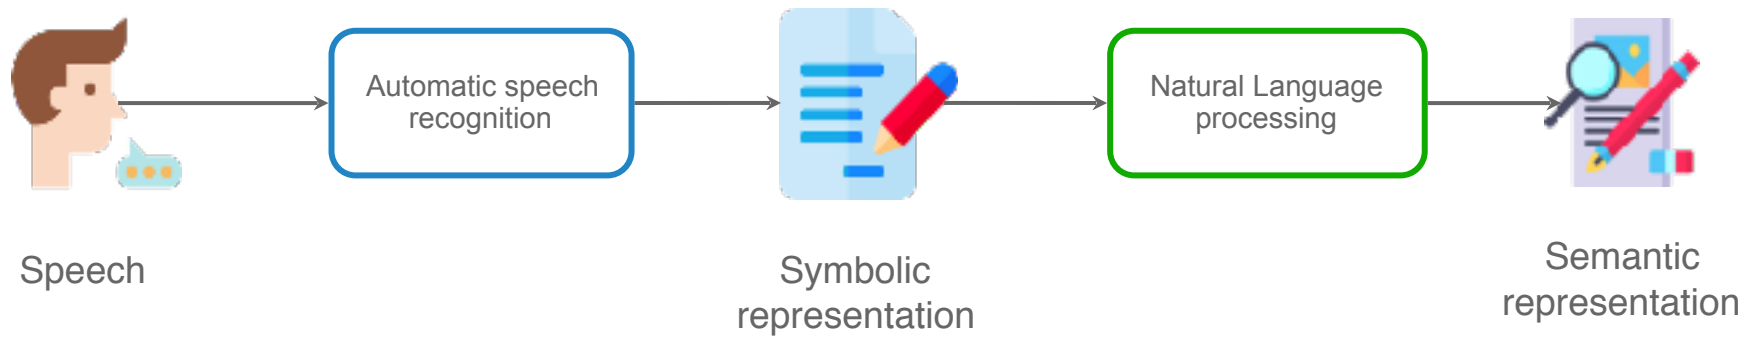 Automatic speech
recognition
Natural Language
processing
Speech
Symbolic
representation
Semantic
representation